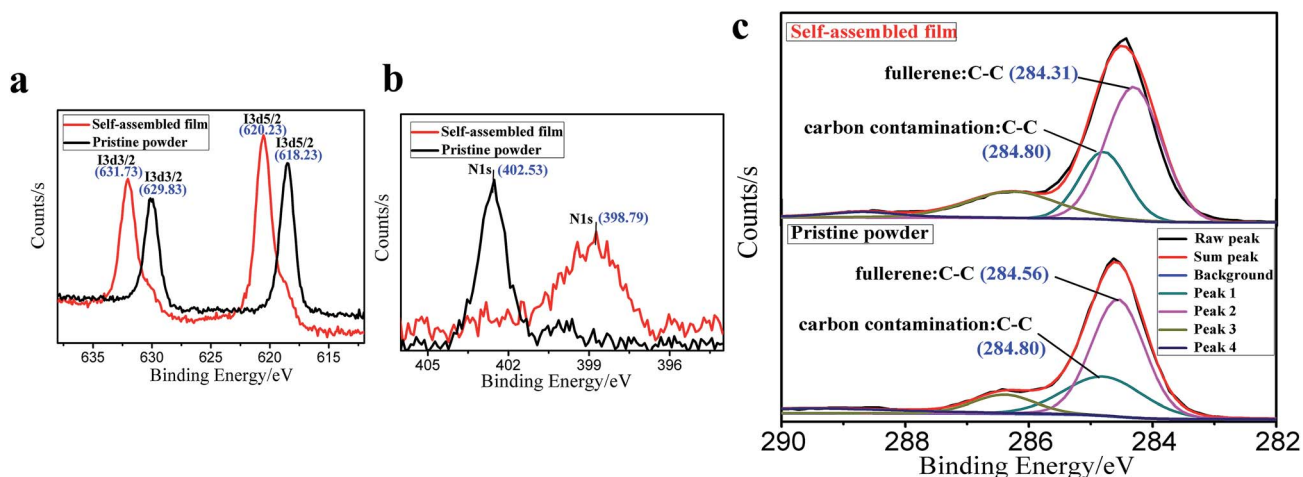 a
Self-assembled film
Pristine powder
I3d5/2
(620.23)
I3d5/2
(618.23)
I3d3/2
(631.73)
I3d3/2
(629.83)
Counts/s
635
630
625
620
615
Binding Energy/eV
b
Self-assembled film
Pristine powder
N1s (402.53)
N1s (398.79)
405
402
399
396
Binding Energy/eV
c
Self-assembled film
fullerene:C-C (284.31)
carbon contamination:C-C
(284.80)
Counts/s
Pristine powder
fullerene:C-C (284.56)
carbon contamination:C-C
(284.80)
Raw peak
Sum peak
Background
Peak 1
Peak 2
Peak 3
Peak 4
290
288
286
284
282
Binding Energy/eV